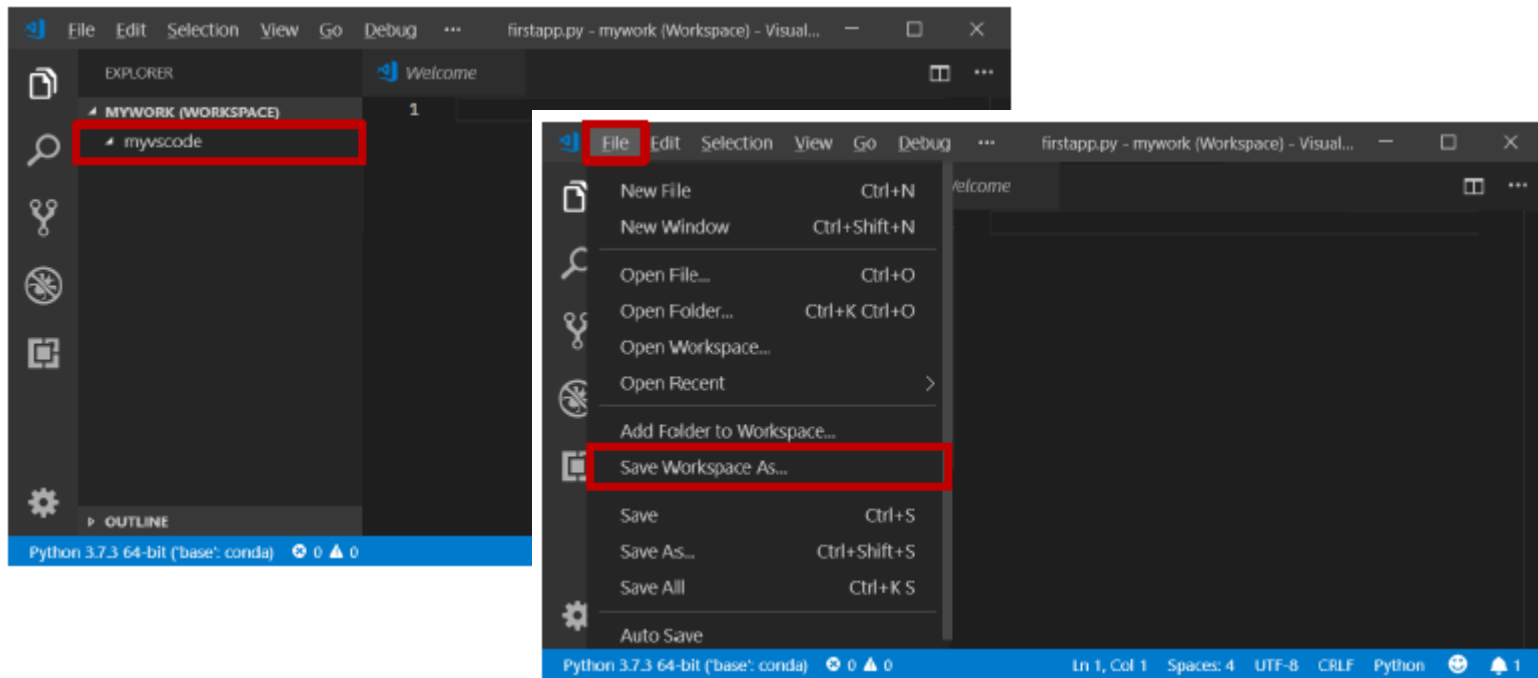 File Edit Selection View Go Debug ··· firstapp.py - mywork (Workspace) - Visual...
EXPLORER
Welcome
MYWORK (WORKSPACE)
1
myvscode
OUTLINE
Python 3.7.3 64-bit ('base': conda) 0 0
File Edit Selection View Go Debug ··· firstapp.py - mywork (Workspace) - Visual...
New File Ctrl+N
elcome
New Window Ctrl+Shift+N
Open File... Ctrl+O
Open Folder... Ctrl+K Ctrl+O
Open Workspace...
Open Recent
Add Folder to Workspace...
Save Workspace As...
Save Ctrl+S
Save As... Ctrl+Shift+S
Save All Ctrl+K S
Auto Save
Python 3.7.3 64-bit ('base': conda) 0 0 Ln 1, Col 1 Spaces: 4 UTF-8 CRLF Python 1